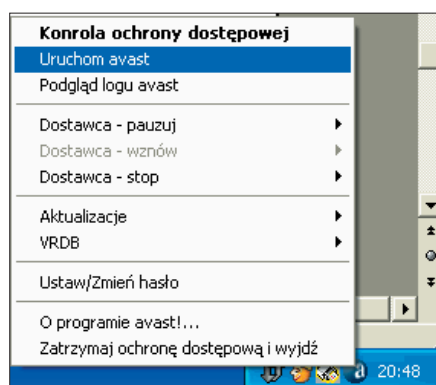 Konrola ochrony dostępowej
Uruchom avast
Podgląd logu avast
Dostawca - pauzuj
Dostawca - wznów
Dostawca - stop
Aktualizacje
VRDB
Ustaw/Zmień hasło
O programie avast!...
Zatrzymaj ochronę dostępową i wyjdź
20:48